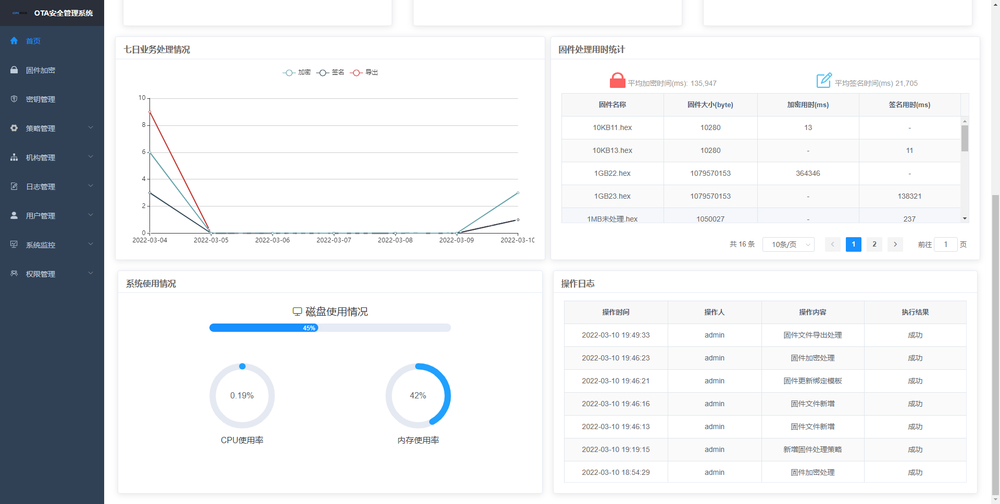 OTA安全管理系统
首页
固件加密
密钥管理
策略管理
机构管理
日志管理
用户管理
系统监控
权限管理
七日业务处理情况
加密 签名 导出
10
8
6
4
2
0
2022-03-04 2022-03-05 2022-03-06 2022-03-07 2022-03-08 2022-03-09 2022-03-10
固件处理用时统计
平均加密时间(ms): 135,947 平均签名时间(ms) 21,705
固件名称 固件大小(byte) 加密用时(ms) 签名用时(ms)
10KB11.hex 10280 13 -
10KB13.hex 10280 - 11
1GB22.hex 1079570153 364346 -
1GB23.hex 1079570153 - 138321
1MB未处理.hex 1050027 - 237
共 16 条 10条/页 1 2 前往 1 页
系统使用情况
磁盘使用情况
45%
0.19% 42%
CPU使用率 内存使用率
操作日志
操作时间 操作人 操作内容 执行结果
2022-03-10 19:49:33 admin 固件文件导出处理 成功
2022-03-10 19:46:23 admin 固件加密处理 成功
2022-03-10 19:46:21 admin 固件更新绑定模板 成功
2022-03-10 19:46:16 admin 固件文件新增 成功
2022-03-10 19:46:13 admin 固件文件新增 成功
2022-03-10 19:19:15 admin 新增固件处理策略 成功
2022-03-10 18:54:29 admin 固件加密处理 成功